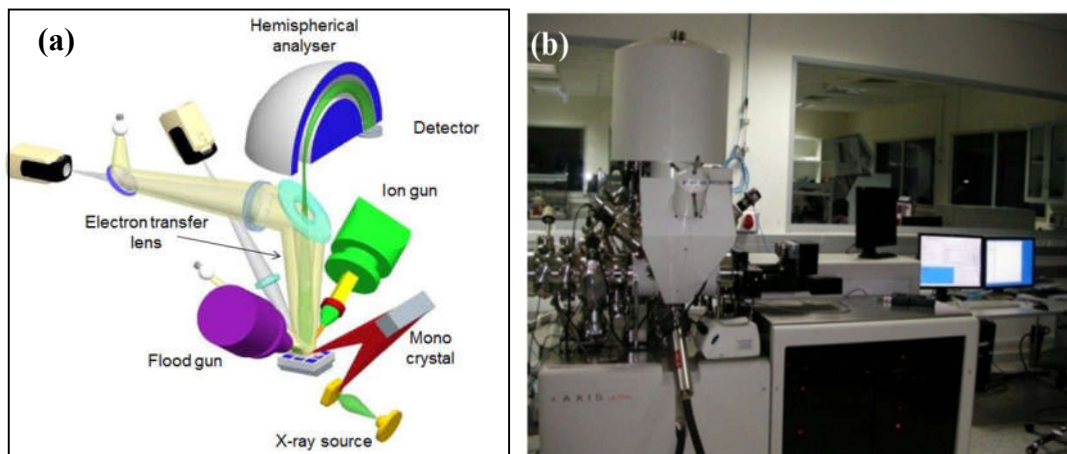 (a)
Hemispherical
analyser
Detector
Ion gun
Electron transfer
lens
Flood gun
Mono
crystal
X-ray source
(b)
AXIS